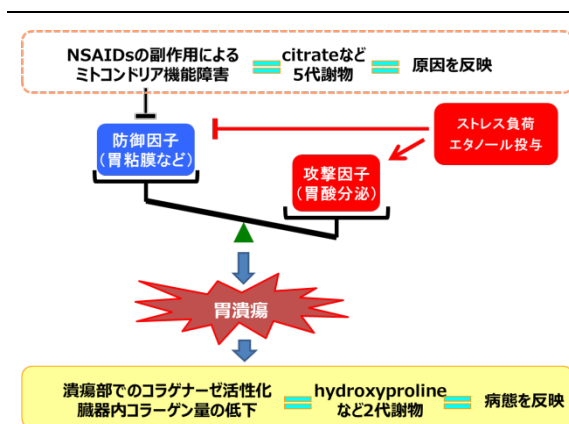 NSAIDsの副作用による
ミトコンドリア機能障害
citrateなど
5代謝物
原因を反映
防御因子
(胃粘膜など)
ストレス負荷
エタノール投与
攻撃因子
(胃酸分泌)
胃潰瘍
潰瘍部でのコラゲナーゼ活性化
臓器内コラーゲン量の低下
hydroxyproline
など2代謝物
病態を反映